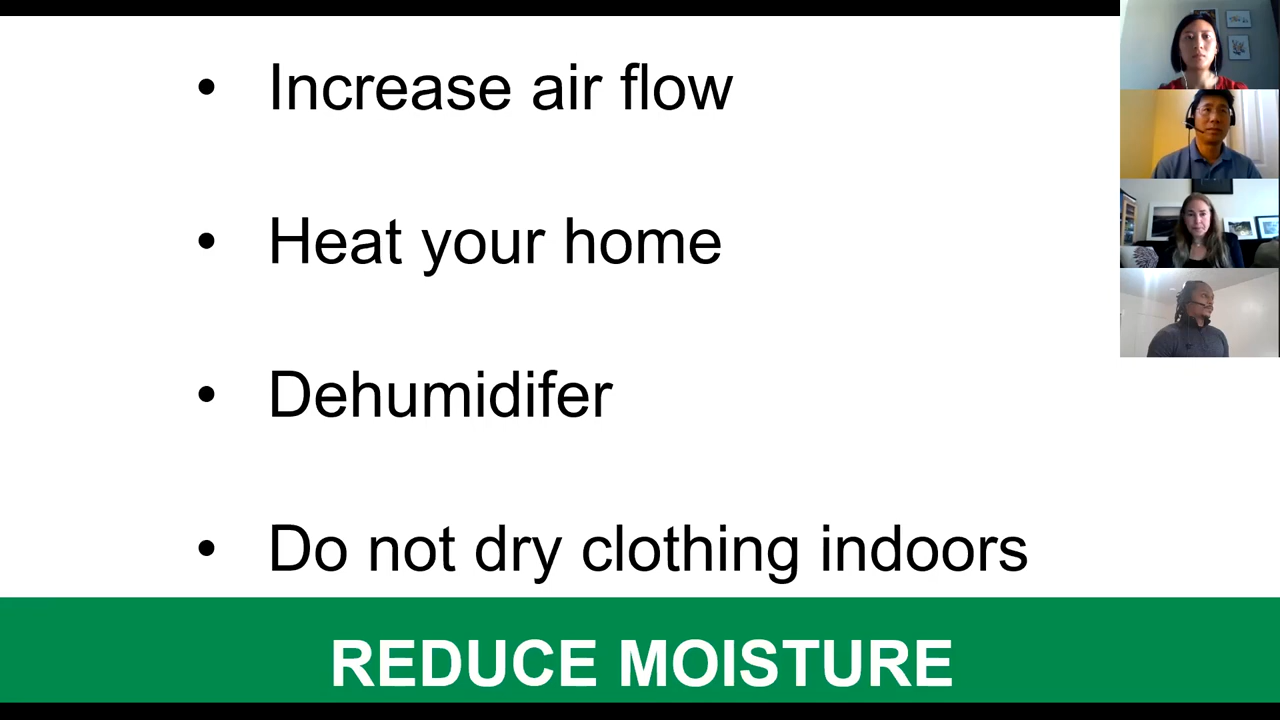 • Increase air flow
• Heat your home
• Dehumidifer
• Do not dry clothing indoors
REDUCE MOISTURE